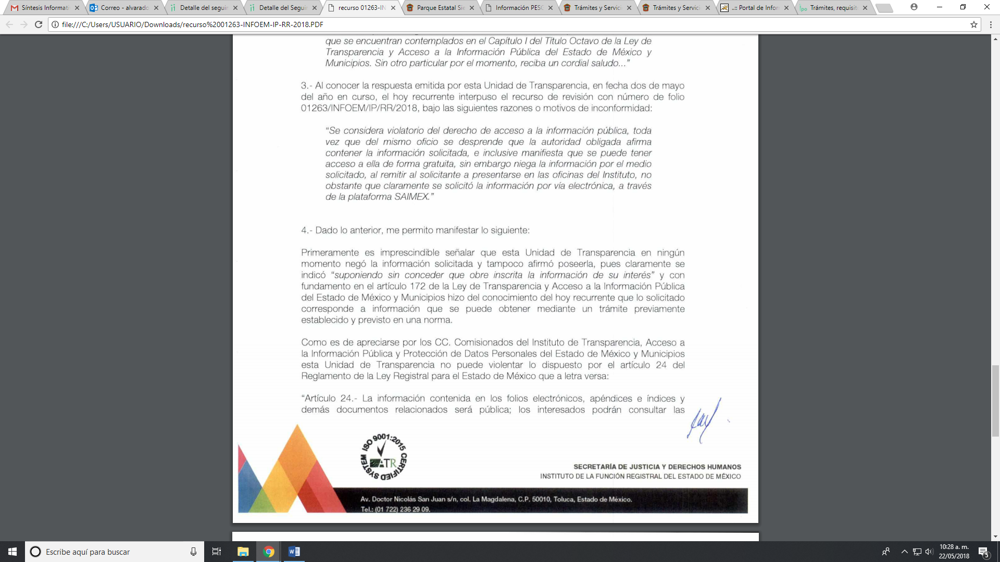 Síntesis Informati
Correo - alvarado
Detalle del seguir
Detalle del Seguir
recurso 01263-IN
Parque Estatal Sie
Información PESC
Trámites y Servici
Trámites y Servici
..:: Portal de Infor
Trámites, requisit
file:///C:/Users/USUARIO/Downloads/recurso%2001263-INFOEM-IP-RR-2018.PDF
que se encuentran contemplados en el Capítulo I del Título Octavo de la Ley de
Transparencia y Acceso a la Información Pública del Estado de México y
Municipios. Sin otro particular por el momento, reciba un cordial saludo...”
3.- Al conocer la respuesta emitida por esta Unidad de Transparencia, en fecha dos de mayo
del año en curso, el hoy recurrente interpuso el recurso de revisión con número de folio
01263/INFOEM/IP/RR/2018, bajo las siguientes razones o motivos de inconformidad:
“Se considera violatorio del derecho de acceso a la información pública, toda
vez que del mismo oficio se desprende que la autoridad obligada afirma
contener la información solicitada, e inclusive manifiesta que se puede tener
acceso a ella de forma gratuita, sin embargo niega la información por el medio
solicitado, al remitir al solicitante a presentarse en las oficinas del Instituto, no
obstante que claramente se solicitó la información por vía electrónica, a través
de la plataforma SAIMEX.”
4.- Dado lo anterior, me permito manifestar lo siguiente:
Primeramente es imprescindible señalar que esta Unidad de Transparencia en ningún
momento negó la información solicitada y tampoco afirmó poseerla, pues claramente se
indicó “suponiendo sin conceder que obre inscrita la información de su interés” y con
fundamento en el artículo 172 de la Ley de Transparencia y Acceso a la Información Pública
del Estado de México y Municipios hizo del conocimiento del hoy recurrente que lo solicitado
corresponde a información que se puede obtener mediante un trámite previamente
establecido y previsto en una norma.
Como es de apreciarse por los CC. Comisionados del Instituto de Transparencia, Acceso a
la Información Pública y Protección de Datos Personales del Estado de México y Municipios
esta Unidad de Transparencia no puede violentar lo dispuesto por el artículo 24 del
Reglamento de la Ley Registral para el Estado de México que a letra versa:
“Artículo 24.- La información contenida en los folios electrónicos, apéndices e índices y
demás documentos relacionados será pública; los interesados podrán consultar las
ISO 9001:2015 CERTIFIED SYSTEM
ATR
SECRETARÍA DE JUSTICIA Y DERECHOS HUMANOS
INSTITUTO DE LA FUNCIÓN REGISTRAL DEL ESTADO DE MÉXICO
Av. Doctor Nicolás San Juan s/n, col. La Magdalena, C.P. 50010, Toluca, Estado de México.
Tel.: (01 722) 236 29 09.
Escribe aquí para buscar
10:28 a. m.
22/05/2018
5